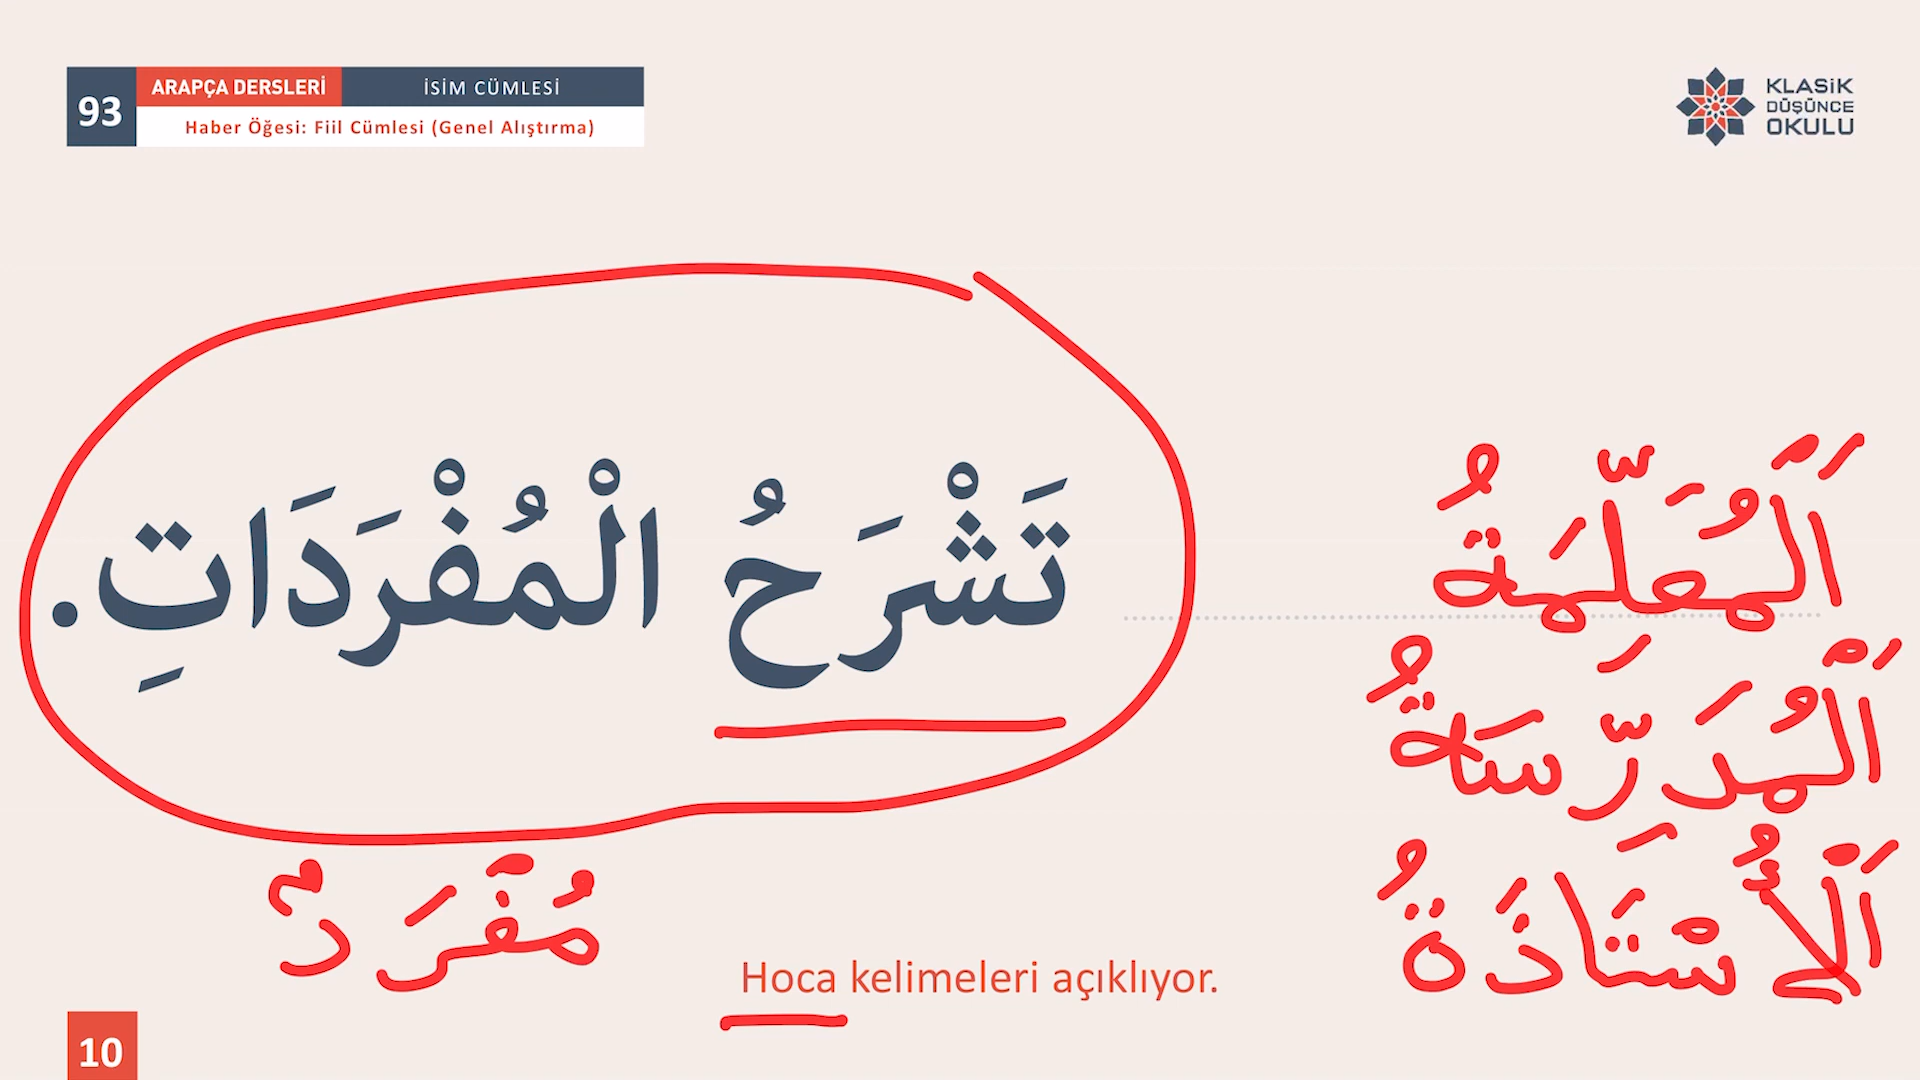 93
ARAPÇA DERSLERİ
İSİM CÜMLESİ
Haber Öğesi: Fiil Cümlesi (Genel Alıştırma)
KLASİK
DÜŞÜNCE
OKULU
اَلْمُعَلِّمَةُ
تَشْرَحُ الْمُفْرَدَاتِ.
اَلْمُدَرِّسَةُ
اَلْأُسْتَاذَةُ
مُفْرَدٌ
Hoca kelimeleri açıklıyor.
10